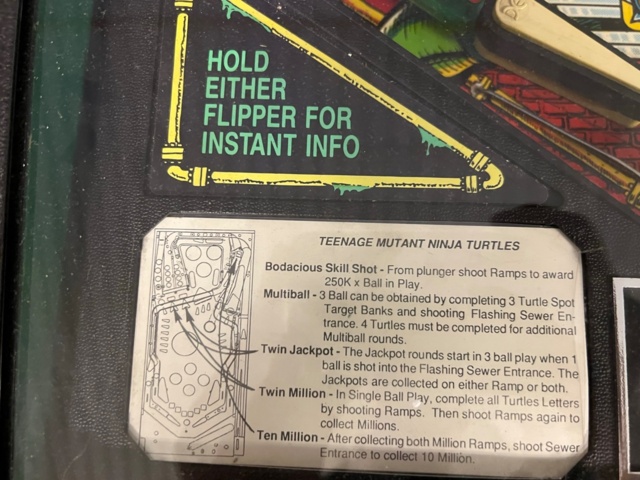 HOLD
EITHER
FLIPPER FOR
INSTANT INFO
TEENAGE MUTANT NINJA TURTLES
Bodacious Skill Shot - From plunger shoot Ramps to award
250K x Ball in Play.
Multiball - 3 Ball can be obtained by completing 3 Turtle Spot
Target Banks and shooting Flashing Sewer En-
trance. 4 Turtles must be completed for additional
Multiball rounds.
Twin Jackpot - The Jackpot rounds start in 3 ball play when 1
ball is shot into the Flashing Sewer Entrance. The
Jackpots are collected on either Ramp or both.
Twin Million - In Single Ball Play, complete all Turtles Letters
by shooting Ramps. Then shoot Ramps again to
collect Millions.
Ten Million - After collecting both Million Ramps, shoot Sewer
Entrance to collect 10 Million.